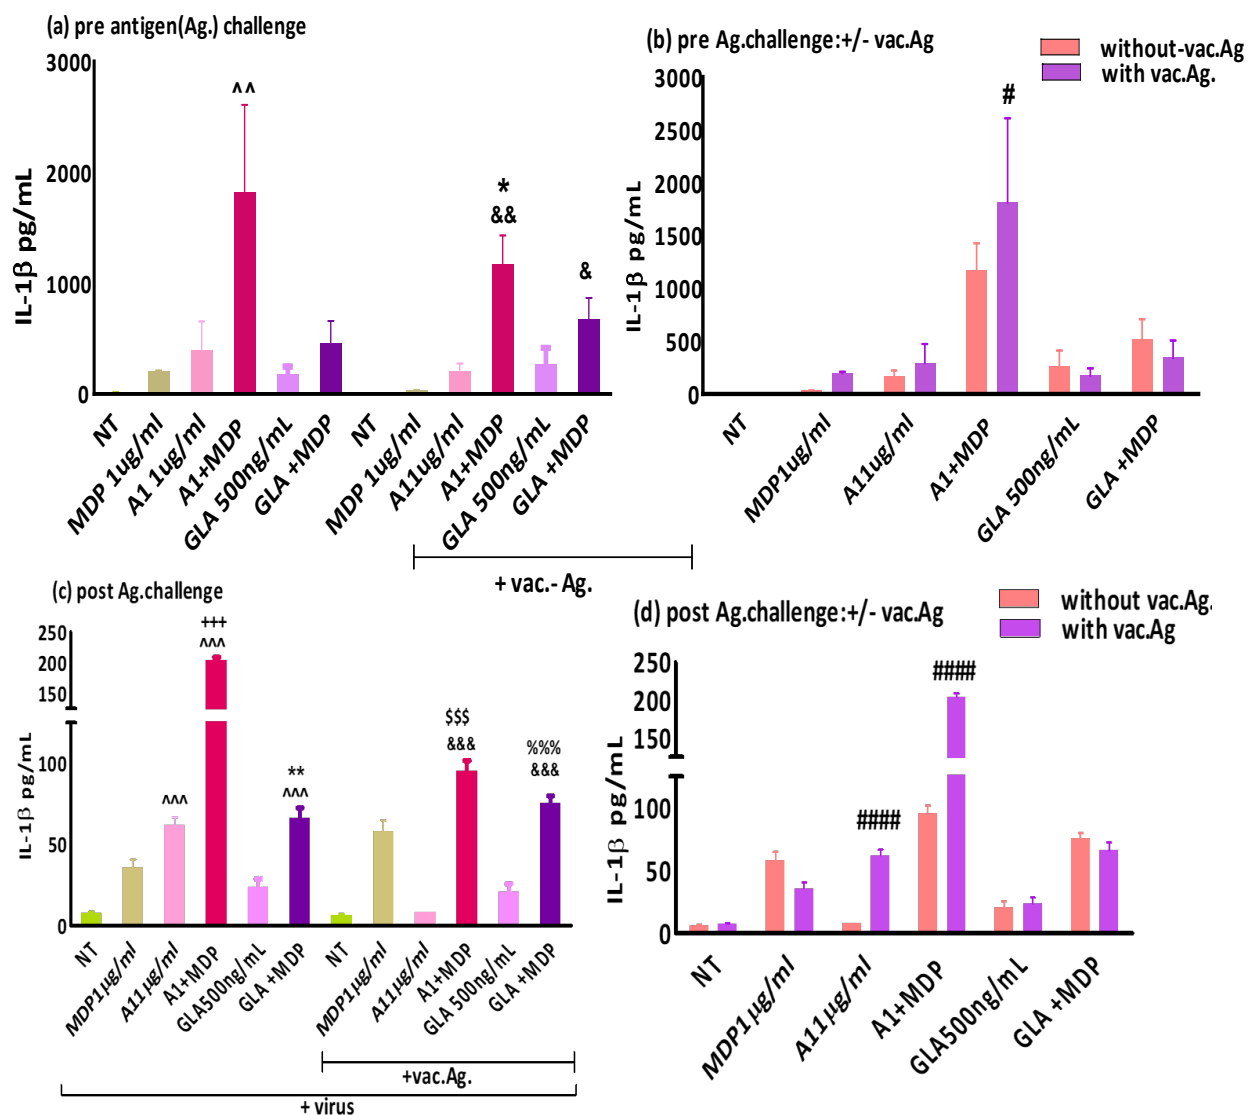 (a) pre antigen(Ag.) challenge
IL-1β pg/mL
3000
2000
1000
0
^^
*
&&
&
NT
MDP 1ug/ml
A1 1ug/ml
A1+MDP
GLA 500ng/mL
GLA +MDP
NT
MDP 1ug/ml
A11ug/ml
A1+MDP
GLA 500ng/mL
GLA +MDP
+ vac.- Ag.
(b) pre Ag.challenge:+/- vac.Ag
without-vac.Ag
with vac.Ag.
IL-1β pg/mL
3000
2500
2000
1500
1000
500
0
#
NT
MDP1ug/ml
A11ug/ml
A1+MDP
GLA 500ng/mL
GLA +MDP
(c) post Ag.challenge
IL-1β pg/mL
250
200
150
100
50
0
^^^
+++
^^^
**
^^^
$$$
&&&
%%%
&&&
NT
MDP1μg/ml
A11μg/ml
A1+MDP
GLA500ng/mL
GLA +MDP
NT
MDP1μg/ml
A11μg/ml
A1+MDP
GLA 500ng/mL
GLA +MDP
+vac.Ag.
+ virus
(d) post Ag.challenge:+/- vac.Ag
without vac.Ag.
with vac.Ag
IL-1β pg/mL
250
200
150
100
50
0
####
####
NT
MDP1μg/ml
A11μg/ml
A1+MDP
GLA500ng/mL
GLA +MDP